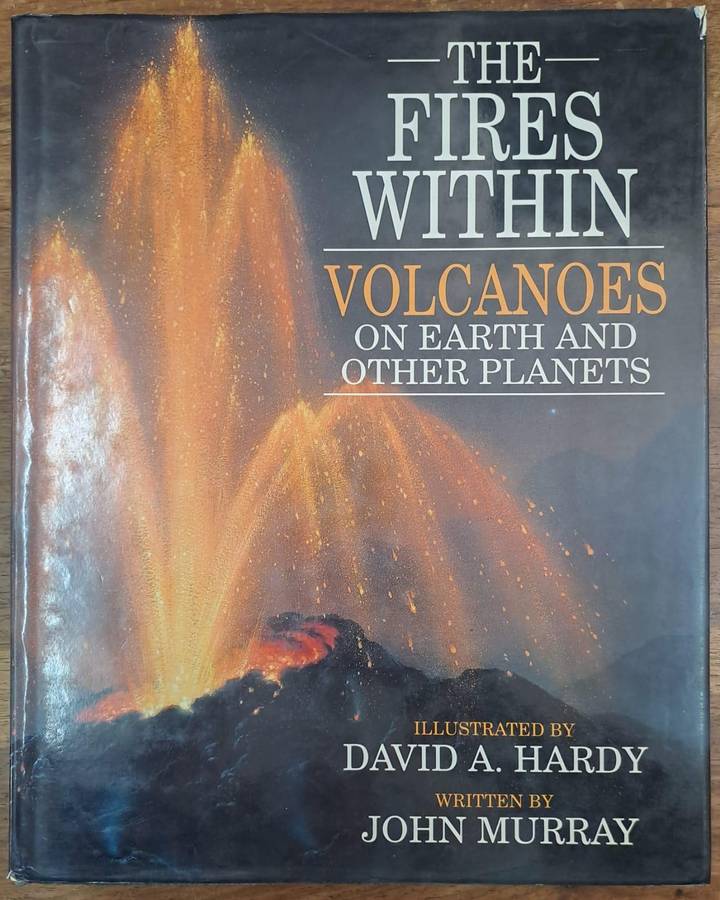 THE
FIRES
WITHIN
VOLCANOES
ON EARTH AND
OTHER PLANETS
ILLUSTRATED BY
DAVID A. HARDY
WRITTEN BY
JOHN MURRAY